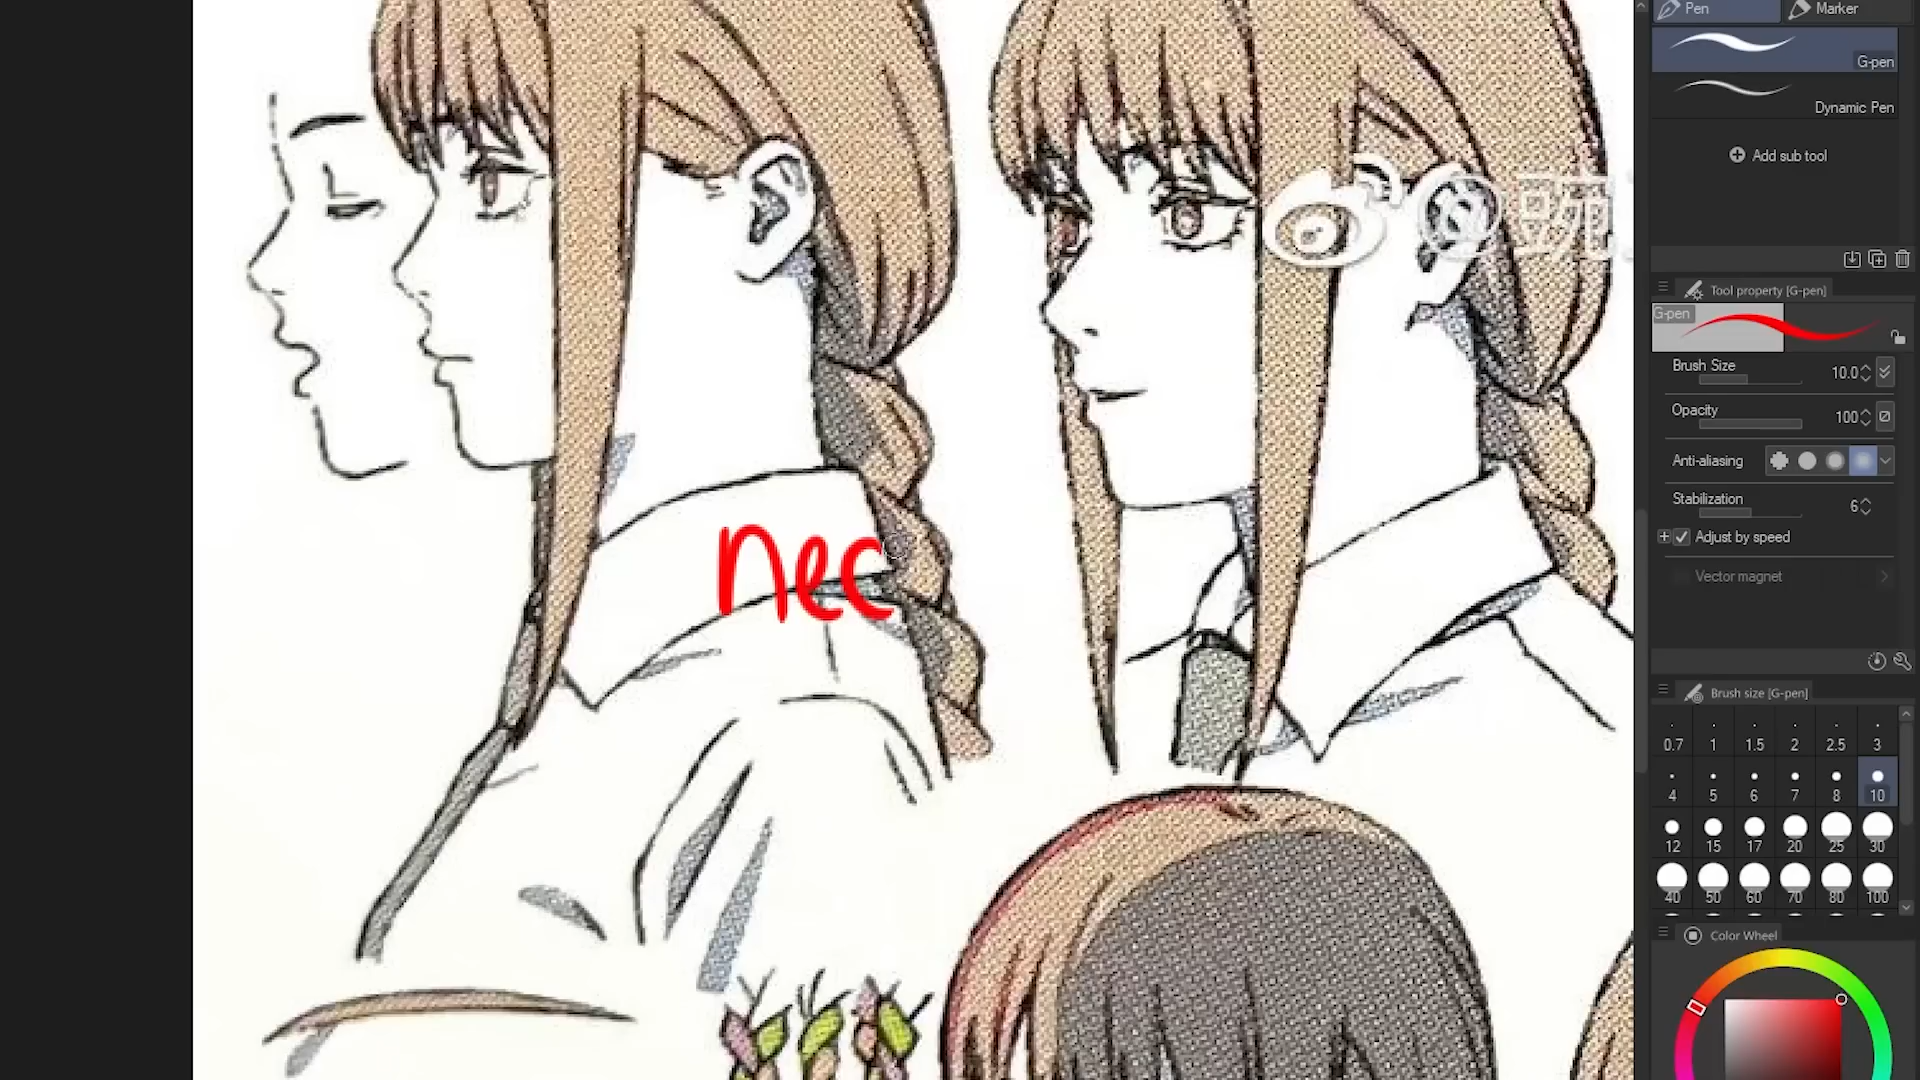 Pen
Marker
G-pen
Dynamic Pen
Add sub tool
@豌
Tool property [G-pen]
G-pen
Brush Size
10.0
Opacity
100
Anti-aliasing
Stabilization
6
Adjust by speed
Vector magnet
nec
Brush size [G-pen]
0.7 1 1.5 2 2.5 3
4 5 6 7 8 10
12 15 17 20 25 30
40 50 60 70 80 100
Color Wheel